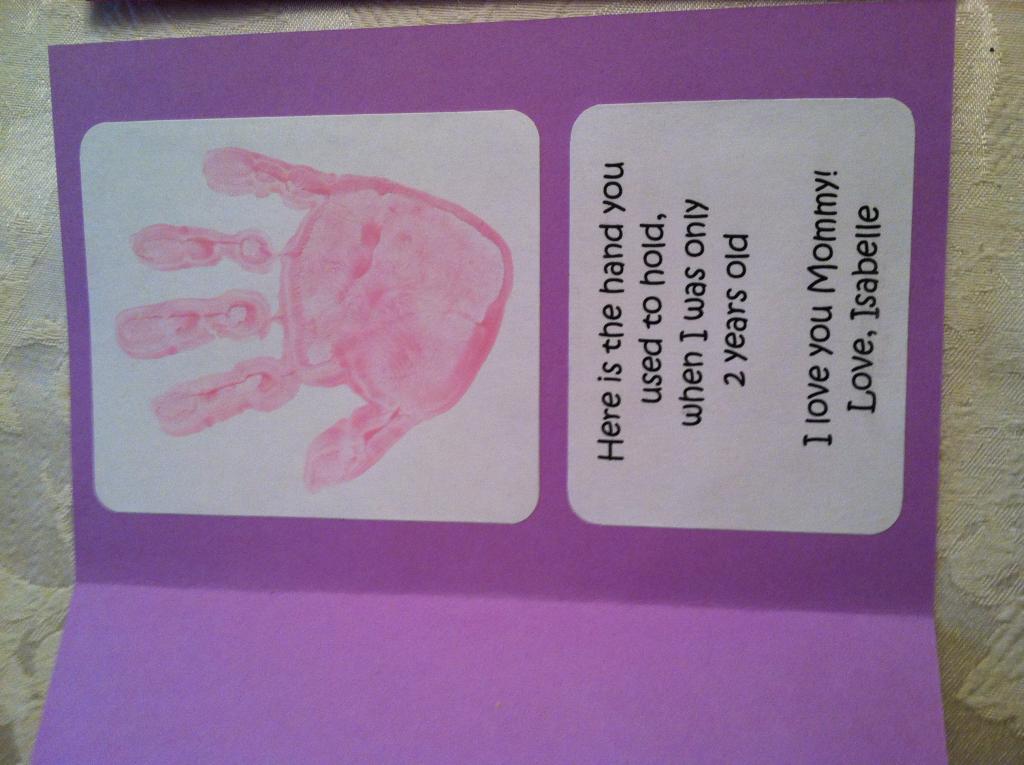 Here is the hand you
used to hold,
when I was only
2 years old
I love you Mommy!
Love, Isabelle